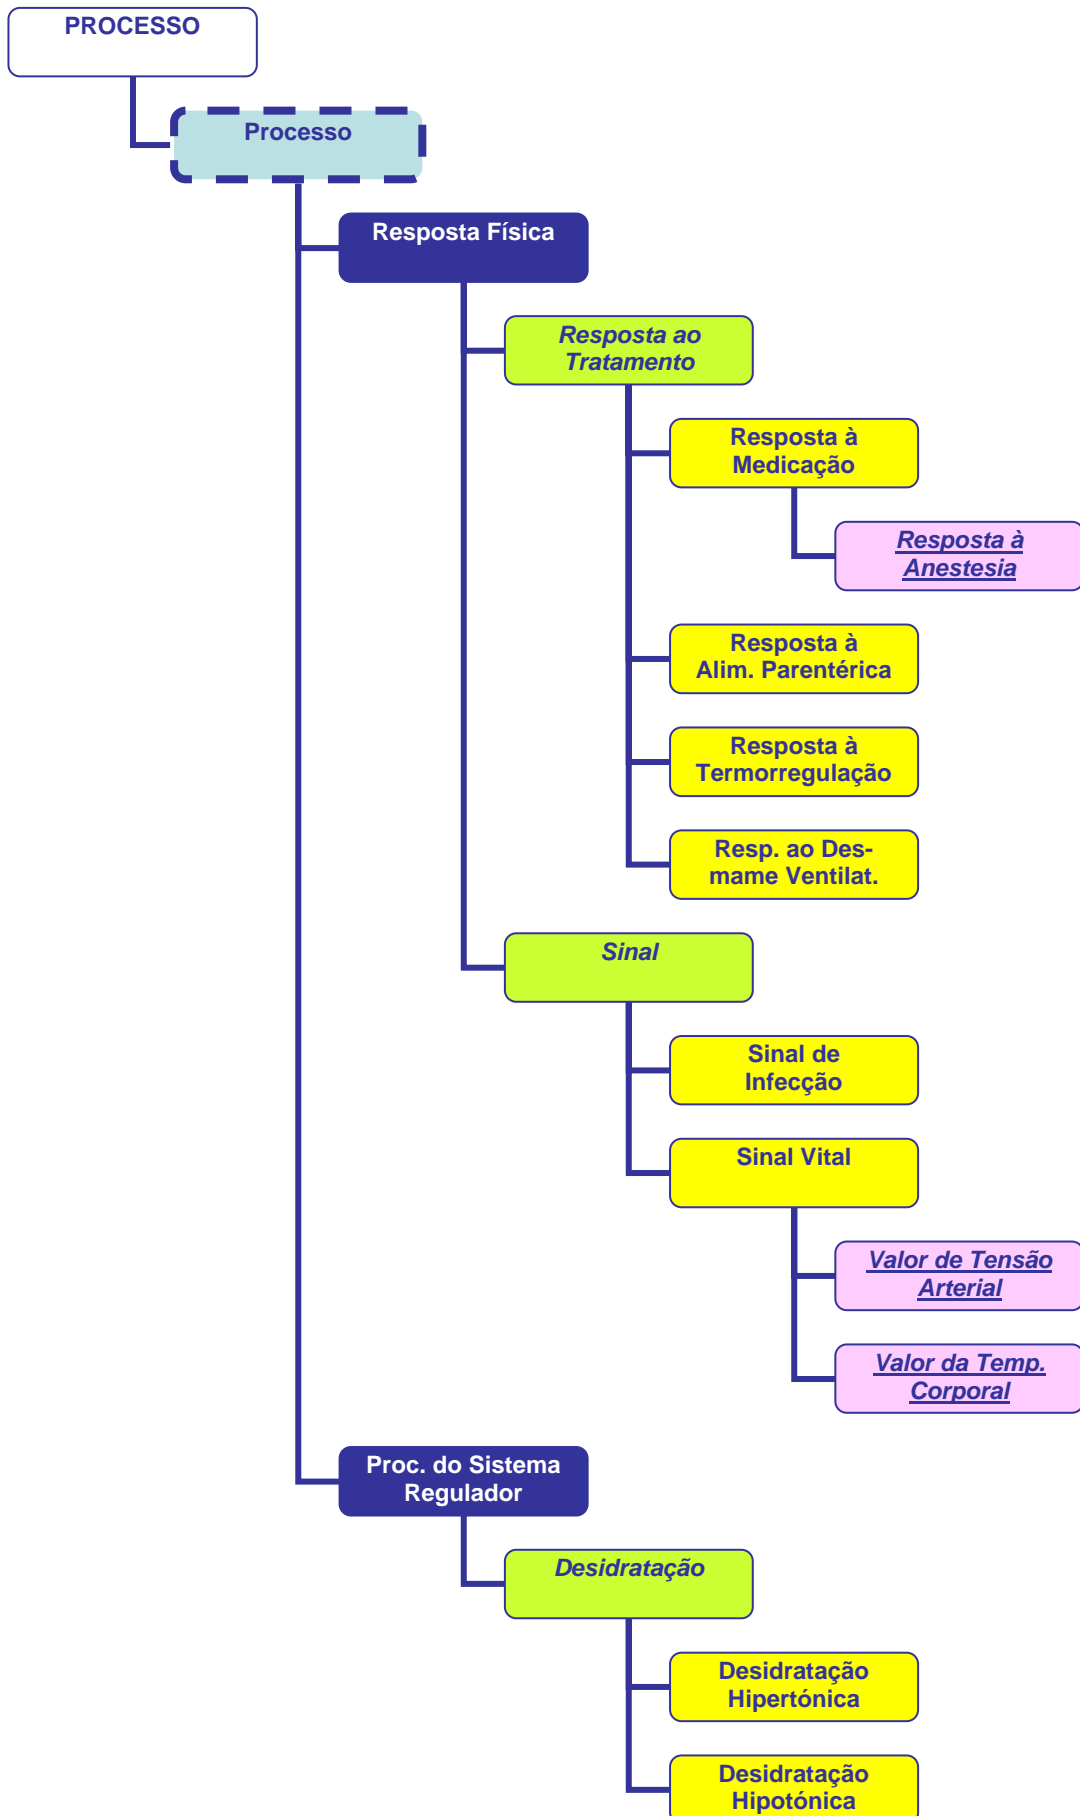 PROCESSO
Processo
Resposta Física
Resposta ao
Tratamento
Resposta à
Medicação
Resposta à
Anestesia
Resposta à
Alim. Parentérica
Resposta à
Termorregulação
Resp. ao Des-
mame Ventilat.
Sinal
Sinal de
Infecção
Sinal Vital
Valor de Tensão
Arterial
Valor da Temp.
Corporal
Proc. do Sistema
Regulador
Desidratação
Desidratação
Hipertónica
Desidratação
Hipotónica